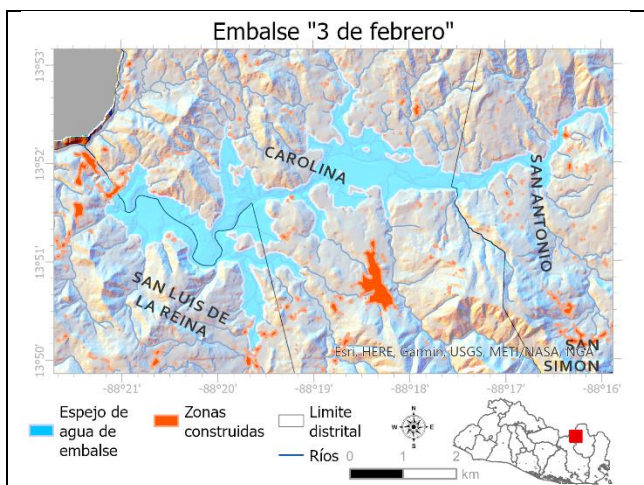 Embalse "3 de febrero"
13°53'
13°52'
13°51'
13°50'
CAROLINA
SAN ANTONIO
SAN LUIS DE
LA REINA
SAN
SIMON
Esri, HERE, Garmin, USGS, METI/NASA, NGA
-88°21'
-88°20'
-88°19'
-88°18'
-88°17'
-88°16'
Espejo de
agua de
embalse
Zonas
construidas
Limite
distrital
Ríos
N
W
E
S
0 1 2
km